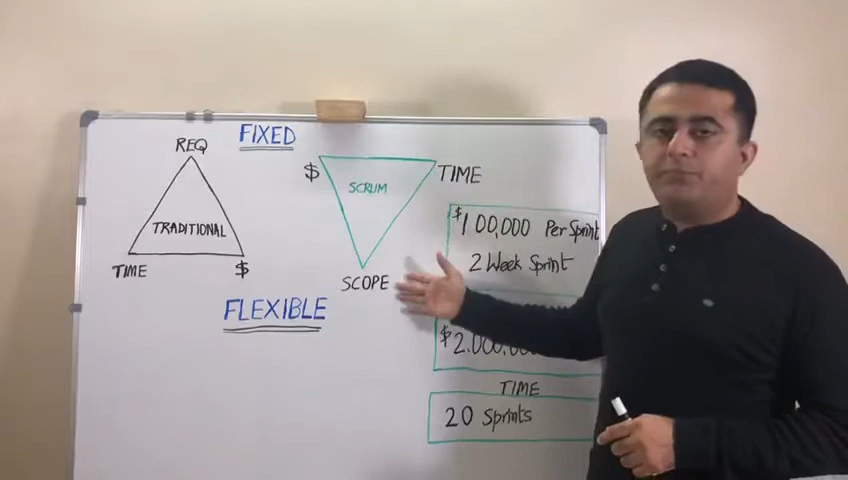 FIXED
REQ
TRADITIONAL
TIME
$
$
SCRUM
TIME
SCOPE
FLEXIBLE
$100,000 Per Sprint
2 Week Sprint
TIME
20 Sprints